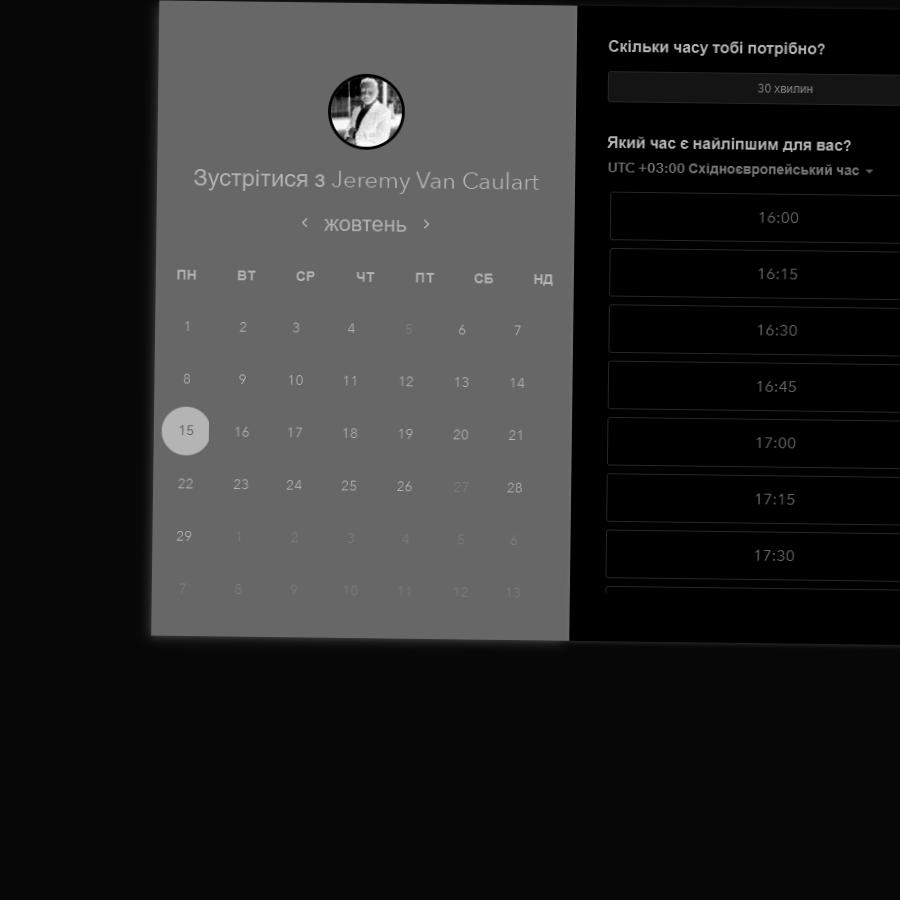 Зустрітися з Jeremy Van Caulart
жовтень
ПН ВТ СР ЧТ ПТ СБ НД
1 2 3 4 5 6 7
8 9 10 11 12 13 14
15 16 17 18 19 20 21
22 23 24 25 26 27 28
29 1 2 3 4 5 6
7 8 9 10 11 12 13
Скільки часу тобі потрібно?
30 хвилин
Який час є найліпшим для вас?
UTC +03:00 Східноєвропейський час
16:00
16:15
16:30
16:45
17:00
17:15
17:30